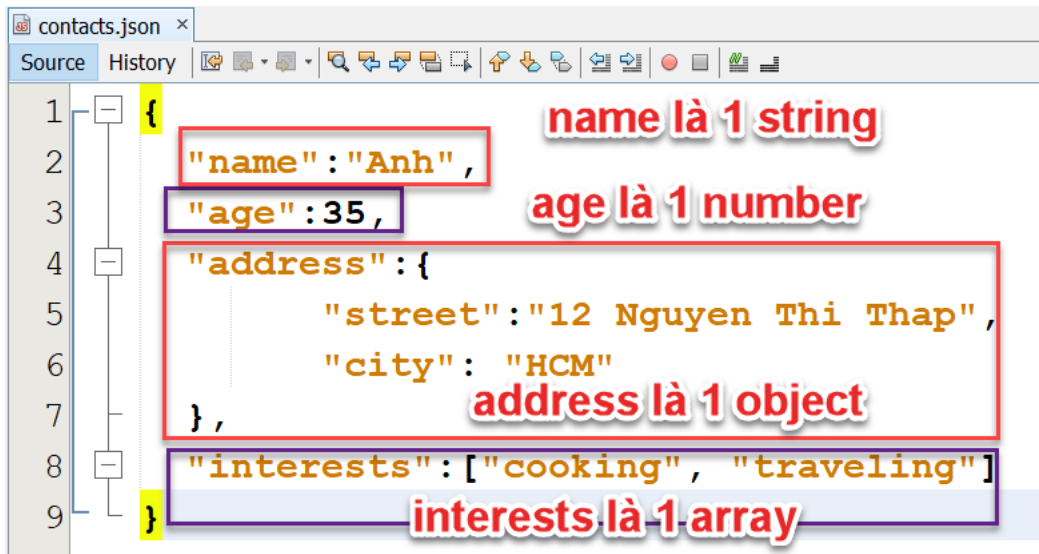 contacts.json ×
Source History
1 {
name là 1 string
2 "name":"Anh",
3 "age":35,
age là 1 number
4 "address":{
5 "street":"12 Nguyen Thi Thap",
6 "city": "HCM"
address là 1 object
7 },
8 "interests":["cooking", "traveling"]
9 }
interests là 1 array